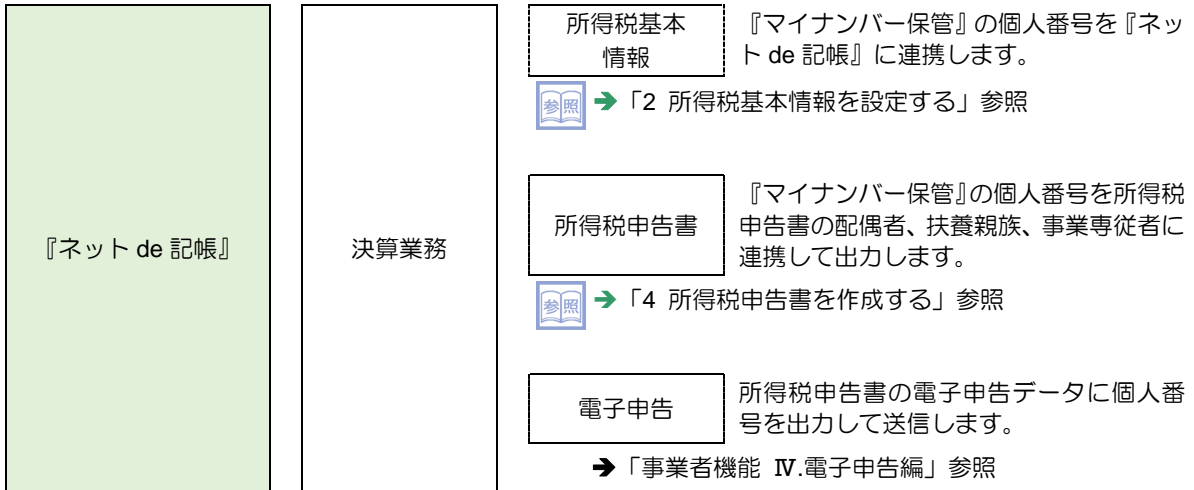 『ネット de 記帳』
決算業務
所得税基本
情報
『マイナンバー保管』の個人番号を『ネッ
ト de 記帳』に連携します。
参照 ➔「2 所得税基本情報を設定する」参照
所得税申告書
『マイナンバー保管』の個人番号を所得税
申告書の配偶者、扶養親族、事業専従者に
連携して出力します。
参照 ➔「4 所得税申告書を作成する」参照
電子申告
所得税申告書の電子申告データに個人番
号を出力して送信します。
➔「事業者機能 Ⅳ.電子申告編」参照